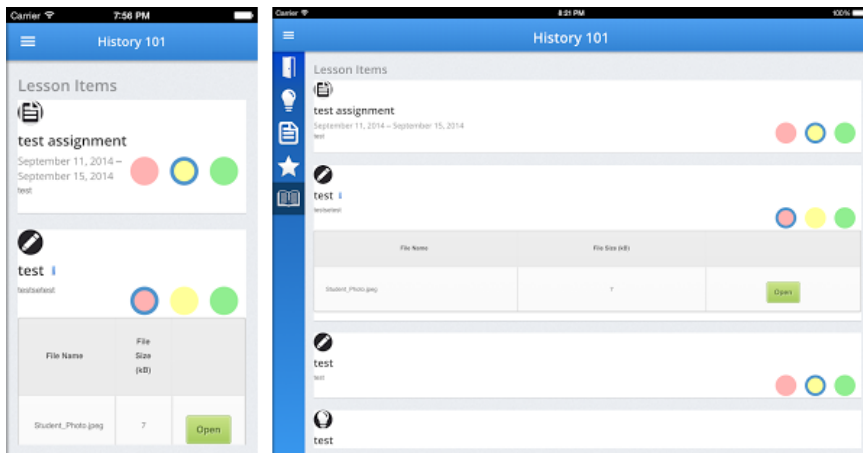 Carrier 7:56 PM
History 101
Lesson Items
test assignment
September 11, 2014 –
September 15, 2014
test
test i
testsetest
File Name
File
Size
(kB)
Student_Photo.jpeg 7 Open
Carrier 8:21 PM 100%
History 101
Lesson Items
test assignment
September 11, 2014 – September 15, 2014
test
test i
testsetest
File Name File Size (kB)
Student_Photo.jpeg 7 Open
test
test
test